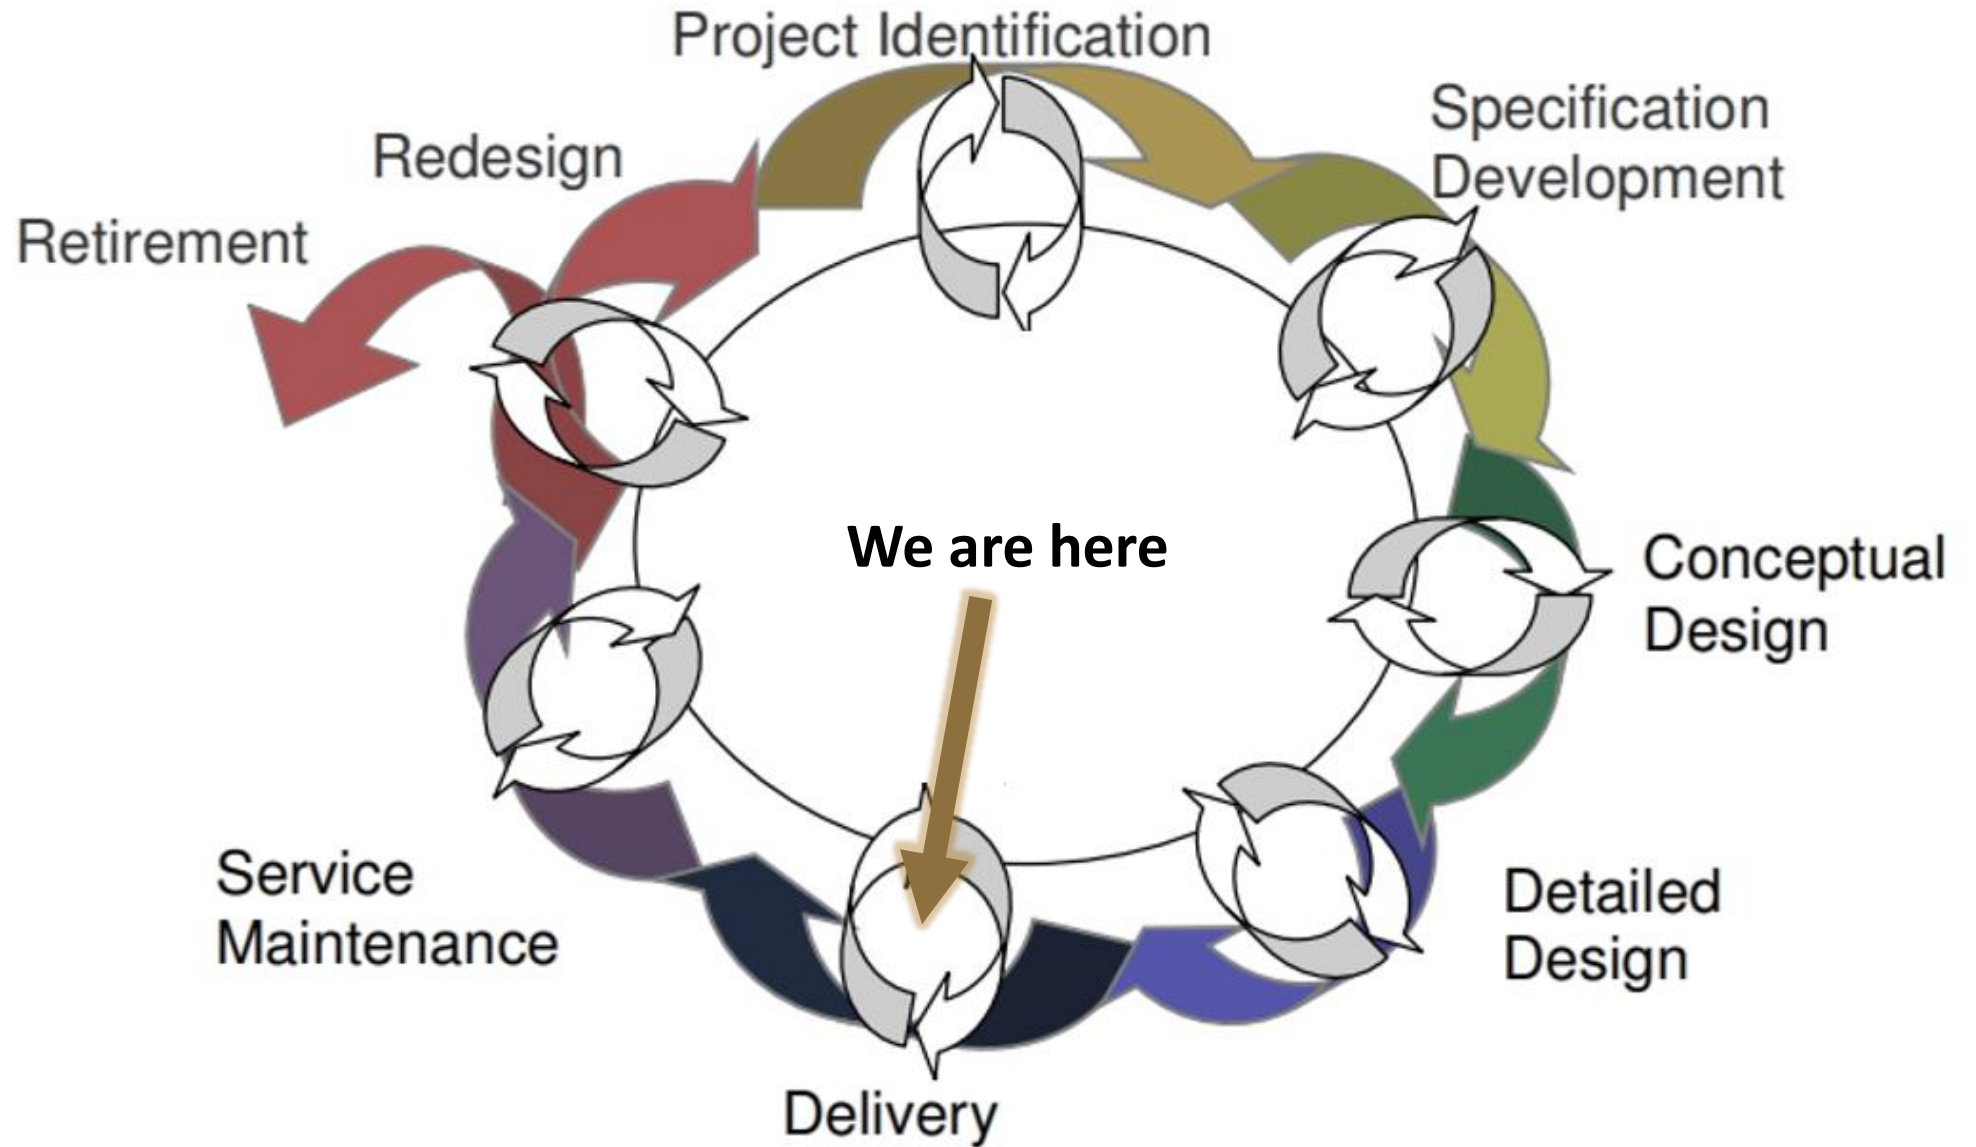 Project Identification
Specification
Development
Redesign
Retirement
We are here
Conceptual
Design
Service
Maintenance
Detailed
Design
Delivery